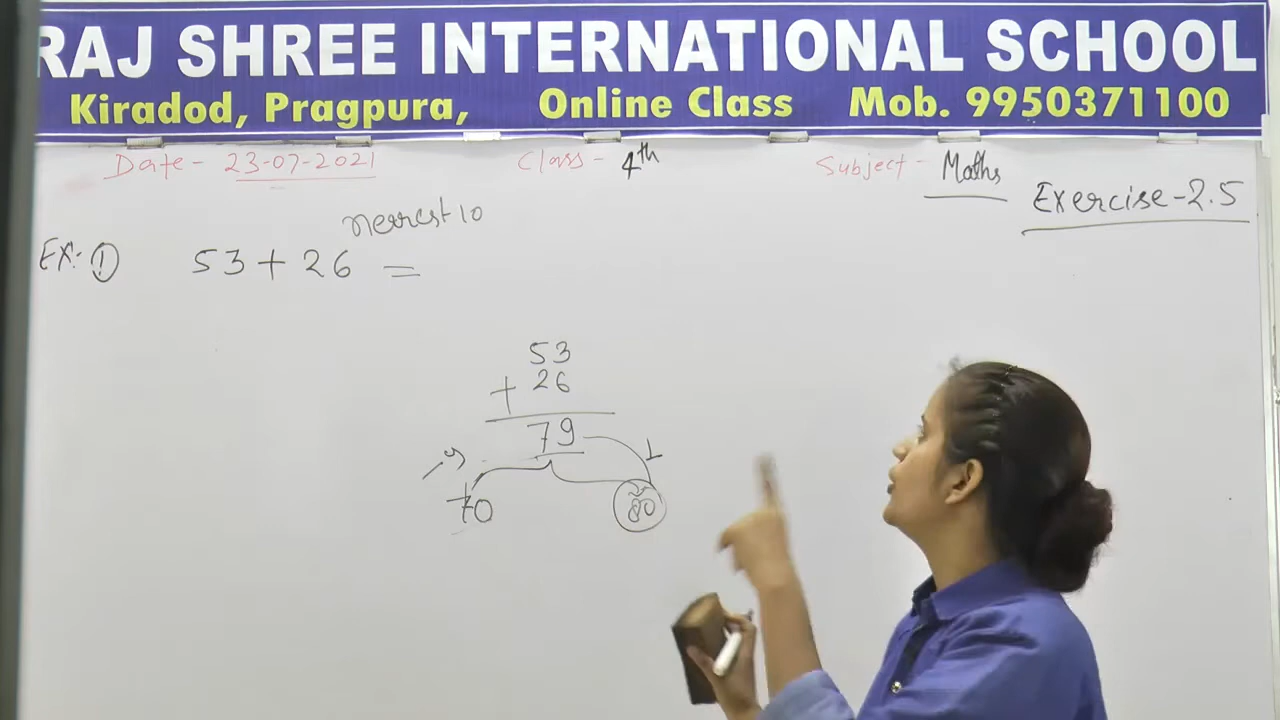 RAJ SHREE INTERNATIONAL SCHOOL
Kiradod, Pragpura, Online Class Mob. 9950371100
Date - 23-07-2021 Class - 4th Subject - Maths
Exercise - 2.5
nerrest 10
EX: ① 53 + 26 =
53
+ 26
79
1
70 80